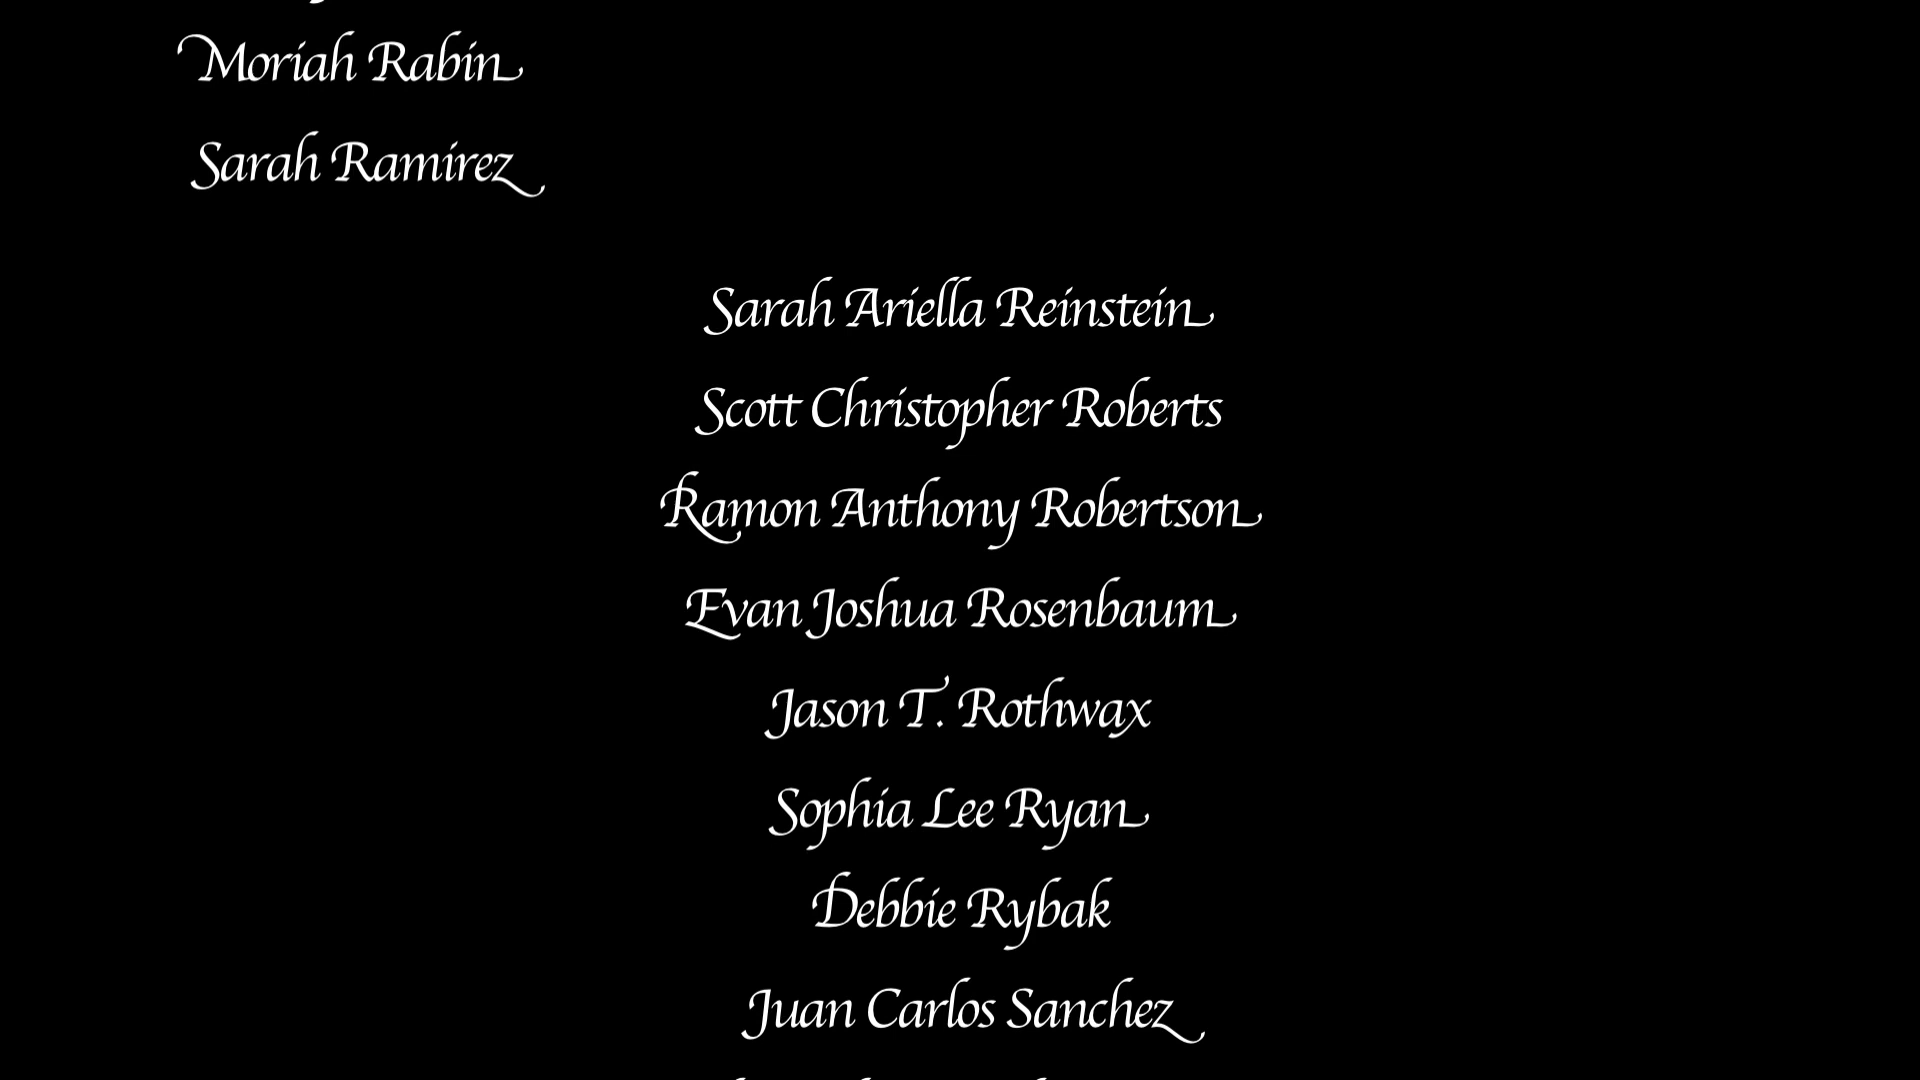 Moriah Rabin
Sarah Ramirez
Sarah Ariella Reinstein
Scott Christopher Roberts
Ramon Anthony Robertson
Evan Joshua Rosenbaum
Jason T. Rothwax
Sophia Lee Ryan
Debbie Rybak
Juan Carlos Sanchez